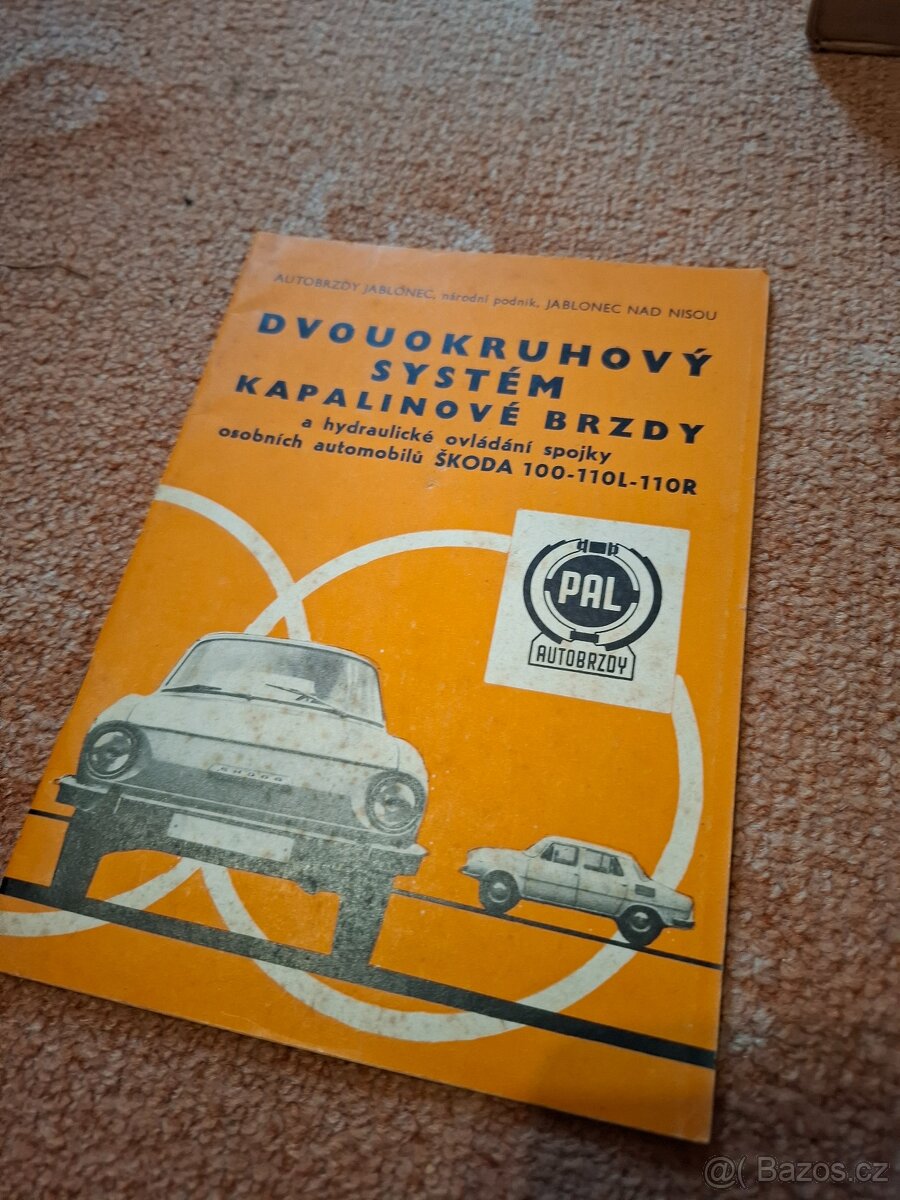 AUTOBRZDY JABLONEC, národní podnik, JABLONEC NAD NISOU
DVOUOKRUHOVÝ
SYSTÉM
KAPALINOVÉ BRZDY
a hydraulické ovládání spojky
osobních automobilů ŠKODA 100-110L-110R
PAL
AUTOBRZDY
ŠKODA
@( Bazos.cz